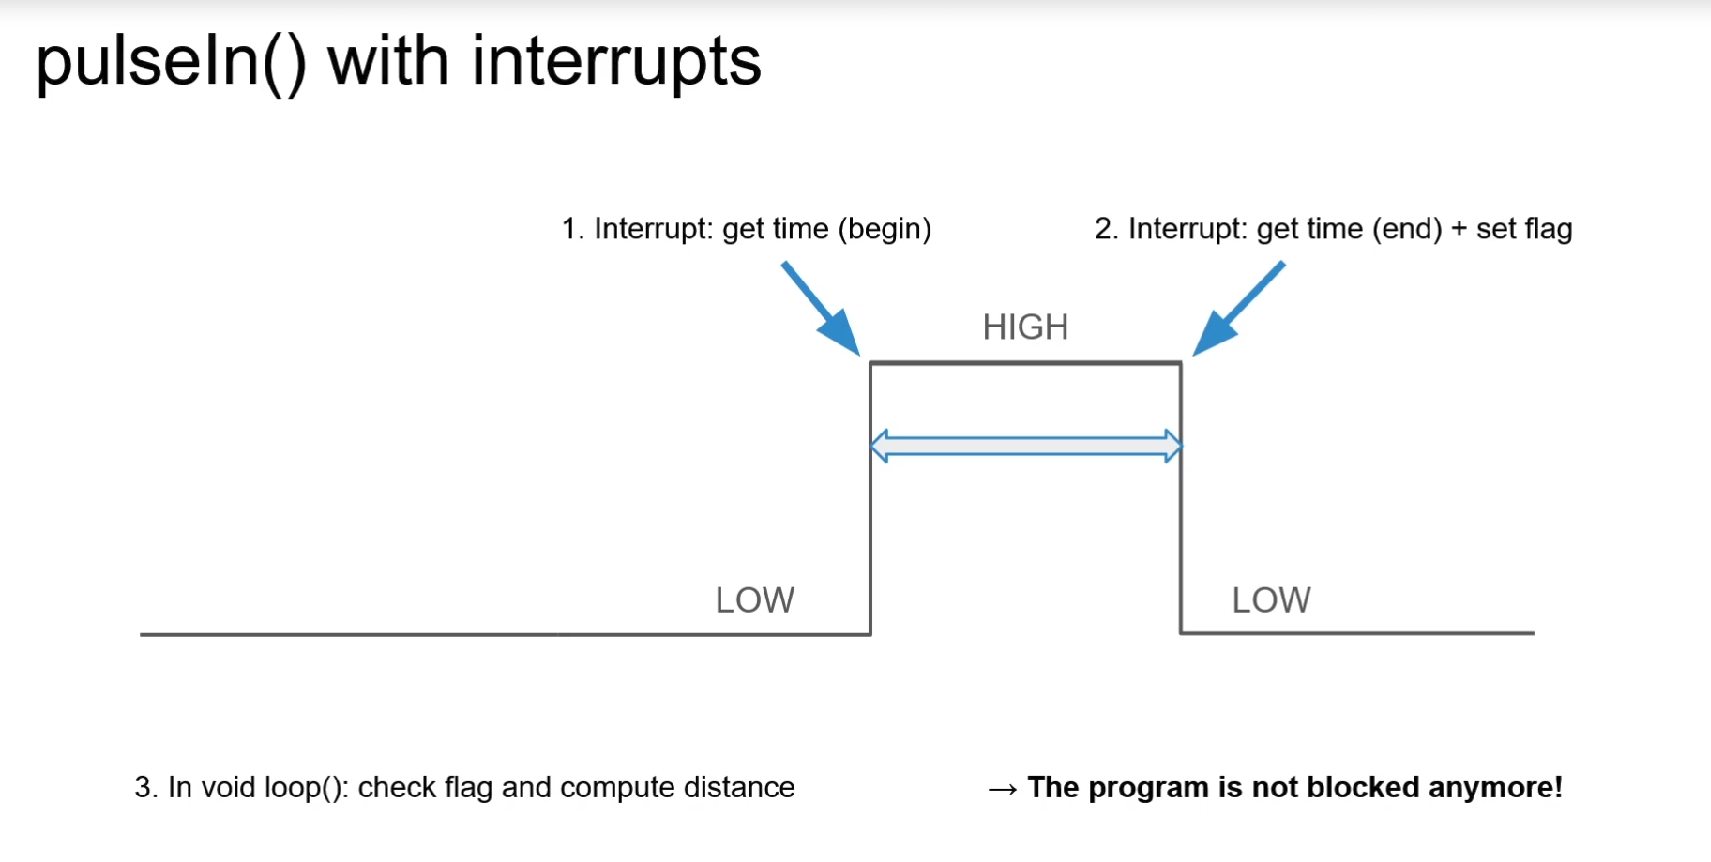 pulseIn() with interrupts
1. Interrupt: get time (begin)
2. Interrupt: get time (end) + set flag
HIGH
LOW
LOW
3. In void loop(): check flag and compute distance
→ The program is not blocked anymore!